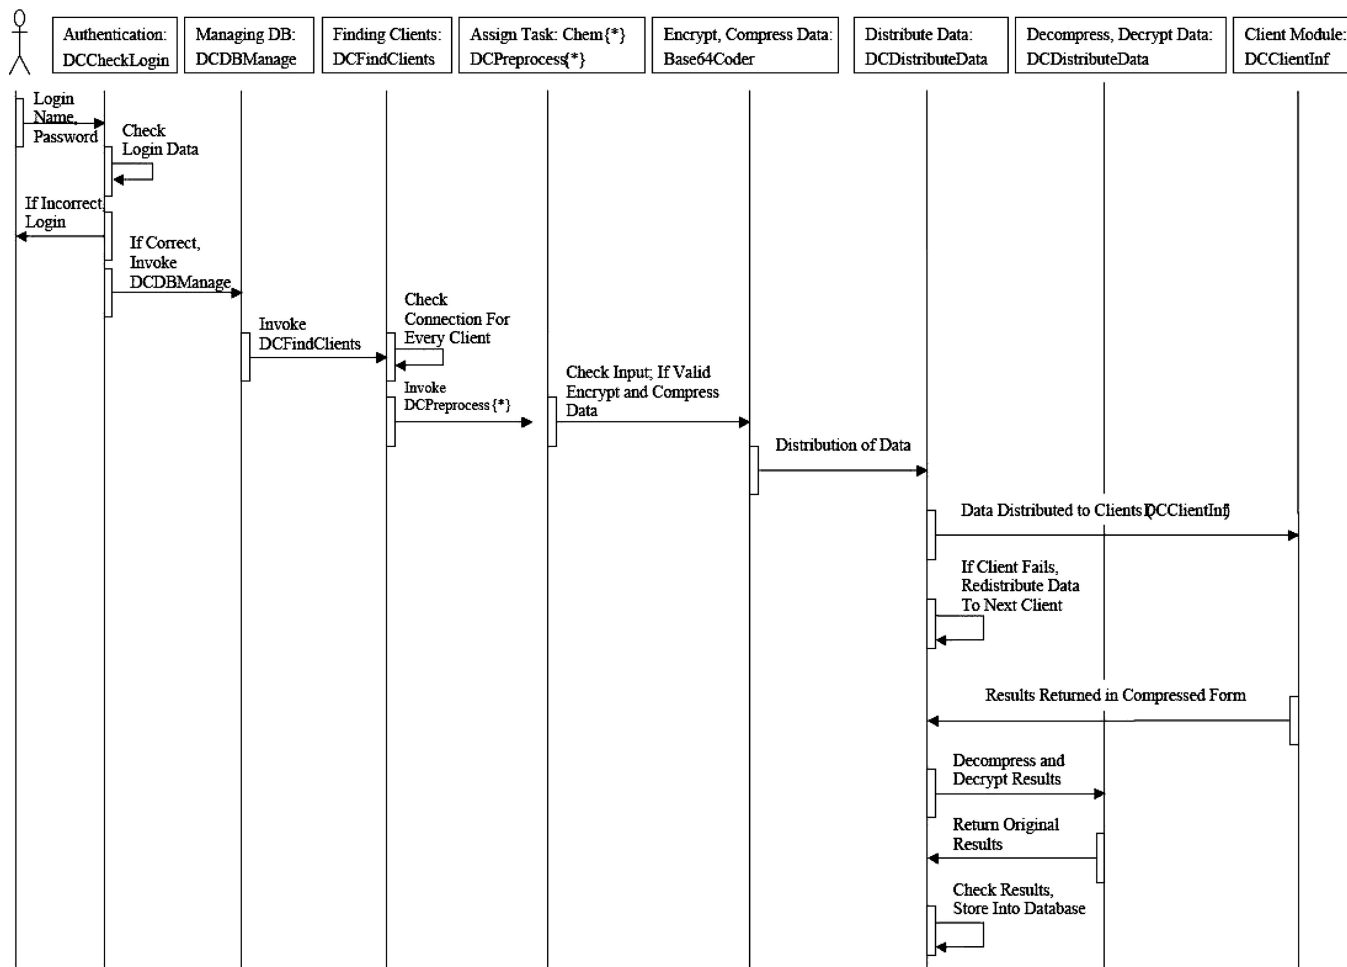 Authentication:
DCCheckLogin
Managing DB:
DCDBManage
Finding Clients:
DCFindClients
Assign Task: Chem{*}
DCPreprocess{*}
Encrypt, Compress Data:
Base64Coder
Distribute Data:
DCDistributeData
Decompress, Decrypt Data:
DCDistributeData
Client Module:
DCClientInf
Login
Name,
Password
Check
Login Data
If Incorrect,
Login
If Correct,
Invoke
DCDBManage
Invoke
DCFindClients
Check
Connection For
Every Client
Invoke
DCPreprocess{*}
Check Input; If Valid
Encrypt and Compress
Data
Distribution of Data
Data Distributed to Clients (DCClientInf)
If Client Fails,
Redistribute Data
To Next Client
Results Returned in Compressed Form
Decompress and
Decrypt Results
Return Original
Results
Check Results,
Store Into Database